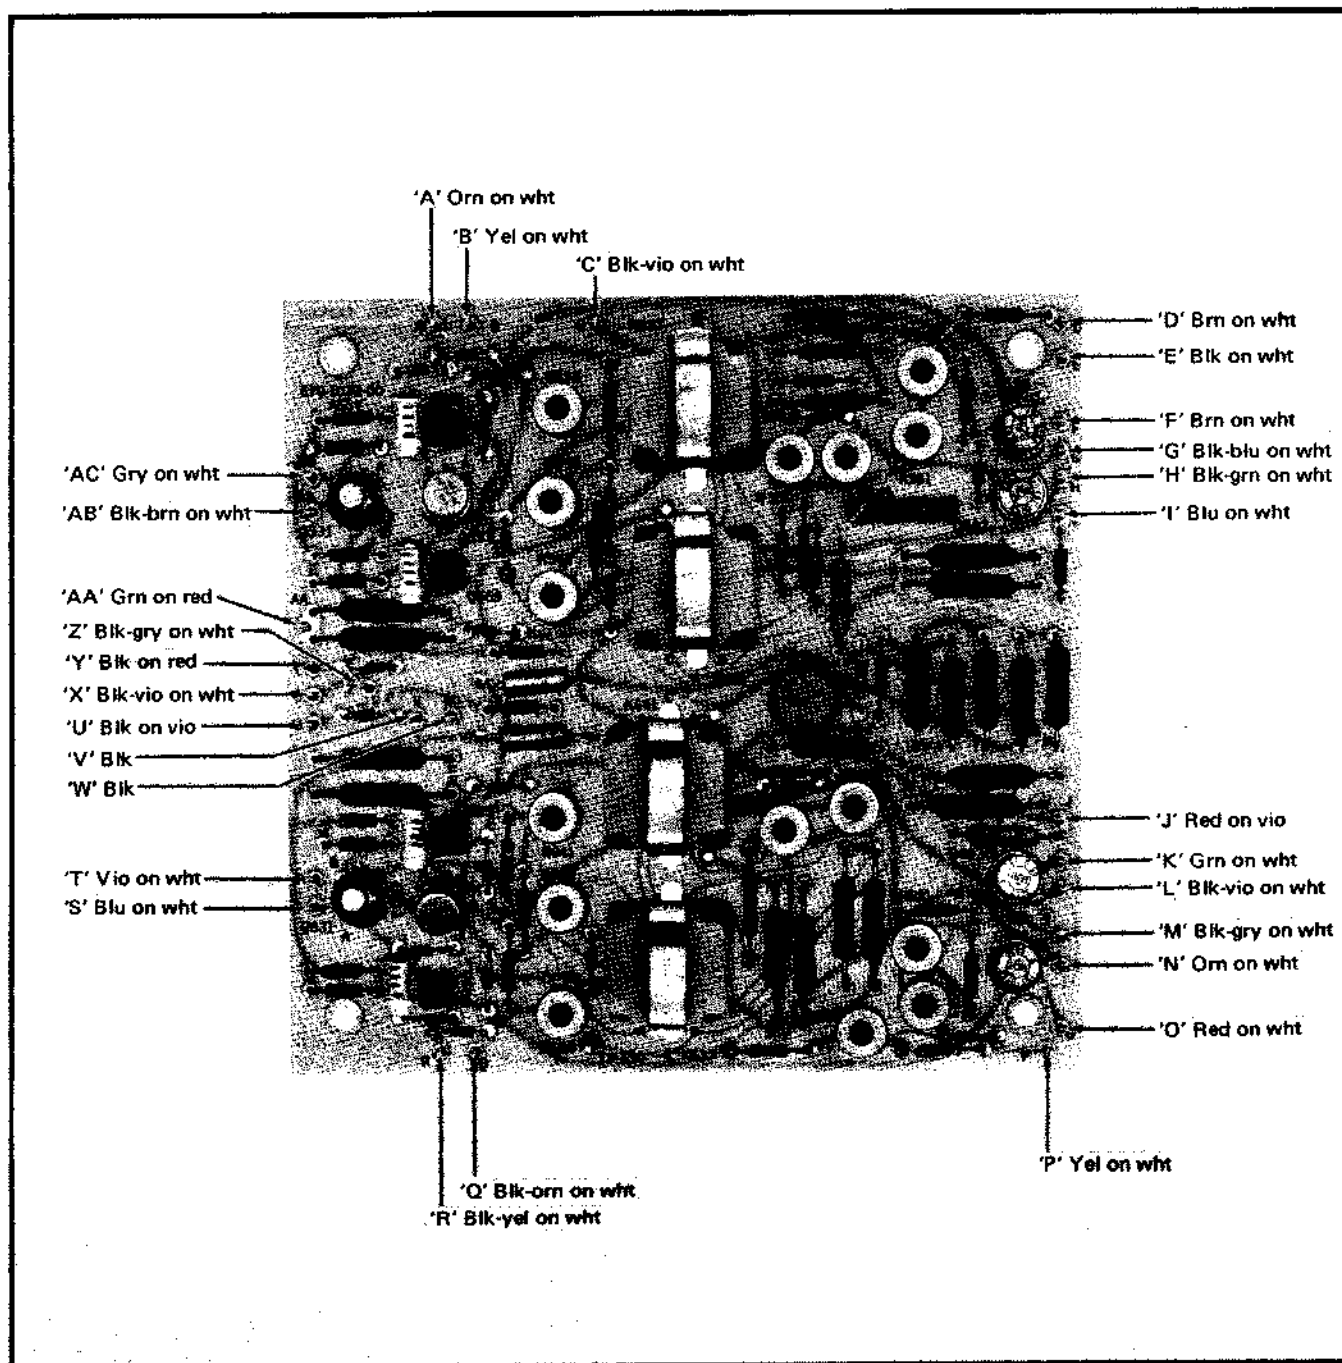 'A' Orn on wht
'B' Yel on wht
'C' Blk-vio on wht
'D' Brn on wht
'E' Blk on wht
'F' Brn on wht
'G' Blk-blu on wht
'H' Blk-grn on wht
'I' Blu on wht
'AC' Gry on wht
'AB' Blk-brn on wht
'AA' Grn on red
'Z' Blk-gry on wht
'Y' Blk on red
'X' Blk-vio on wht
'U' Blk on vio
'V' Blk
'W' Blk
'T' Vio on wht
'S' Blu on wht
'J' Red on vio
'K' Grn on wht
'L' Blk-vio on wht
'M' Blk-gry on wht
'N' Orn on wht
'O' Red on wht
'P' Yel on wht
'Q' Blk-orn on wht
'R' Blk-yel on wht